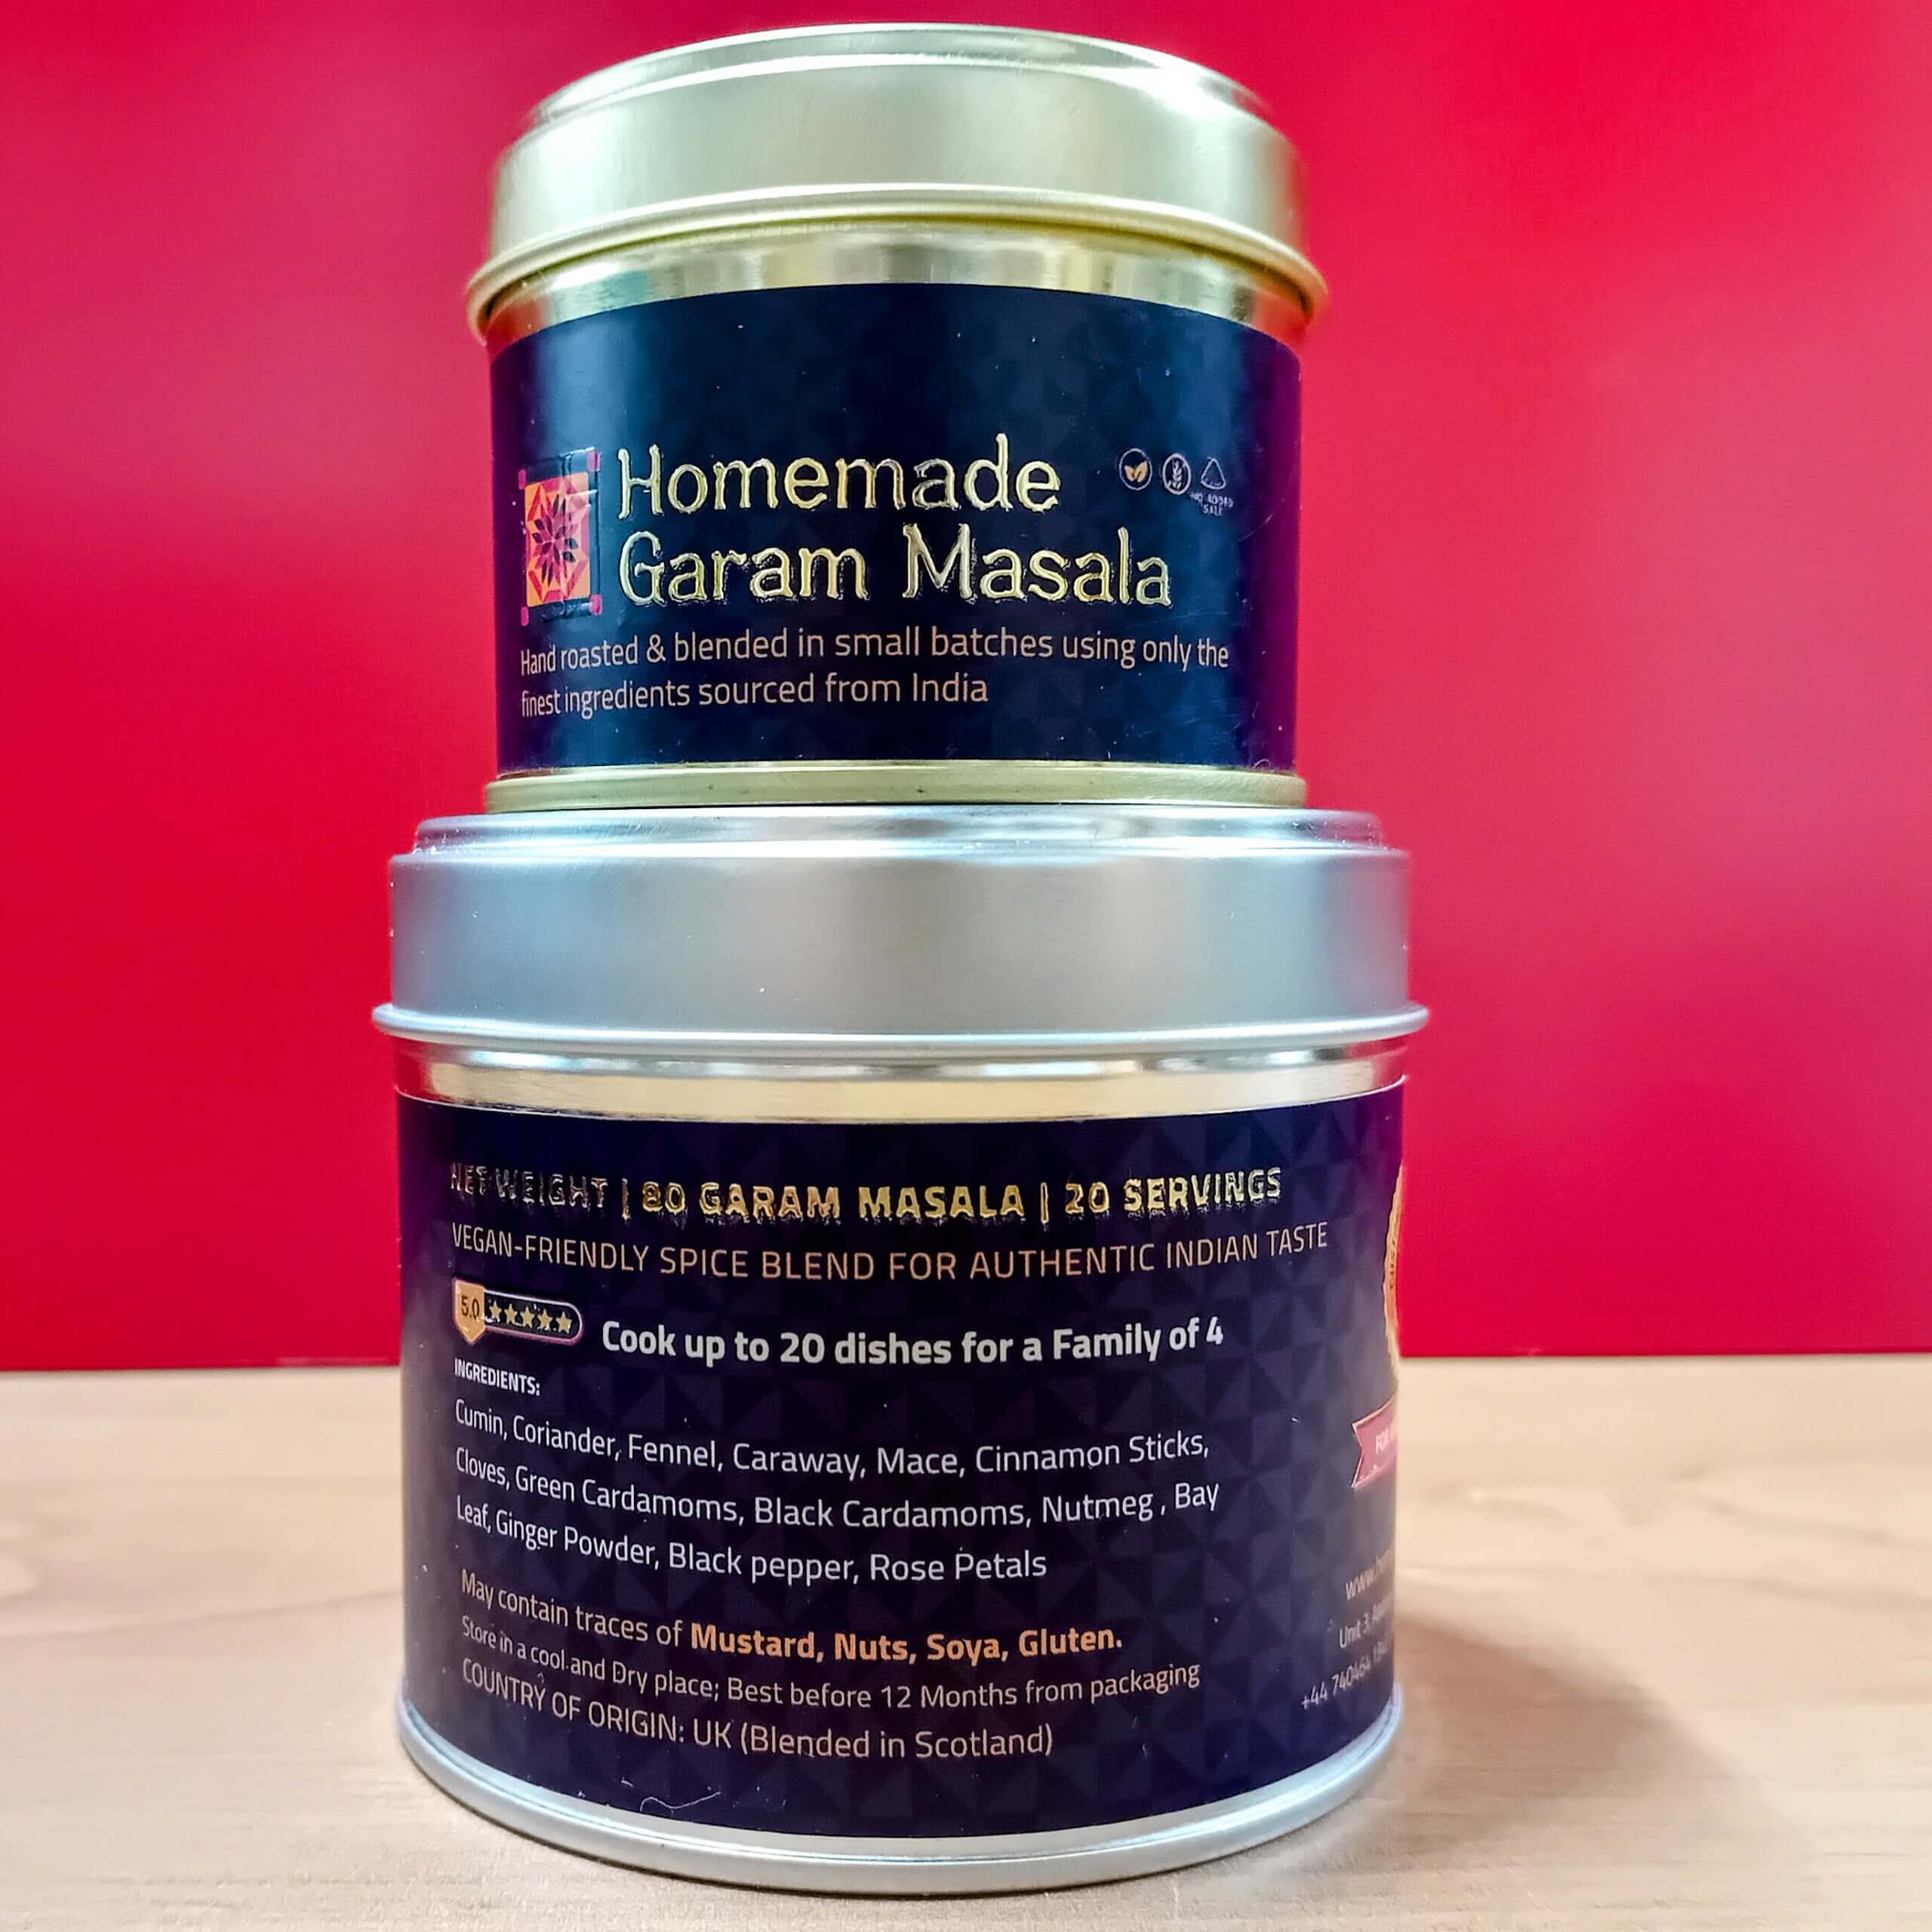 Homemade
Garam Masala
NO ADDED
SALT
Hand roasted & blended in small batches using only the
finest ingredients sourced from India
NET WEIGHT | 80 GARAM MASALA | 20 SERVINGS
VEGAN-FRIENDLY SPICE BLEND FOR AUTHENTIC INDIAN TASTE
5.0
Cook up to 20 dishes for a Family of 4
INGREDIENTS:
Cumin, Coriander, Fennel, Caraway, Mace, Cinnamon Sticks,
Cloves, Green Cardamoms, Black Cardamoms, Nutmeg , Bay
Leaf, Ginger Powder, Black pepper, Rose Petals
May contain traces of Mustard, Nuts, Soya, Gluten.
Store in a cool and Dry place; Best before 12 Months from packaging
COUNTRY OF ORIGIN: UK (Blended in Scotland)
FOR
Unit 3,
+44